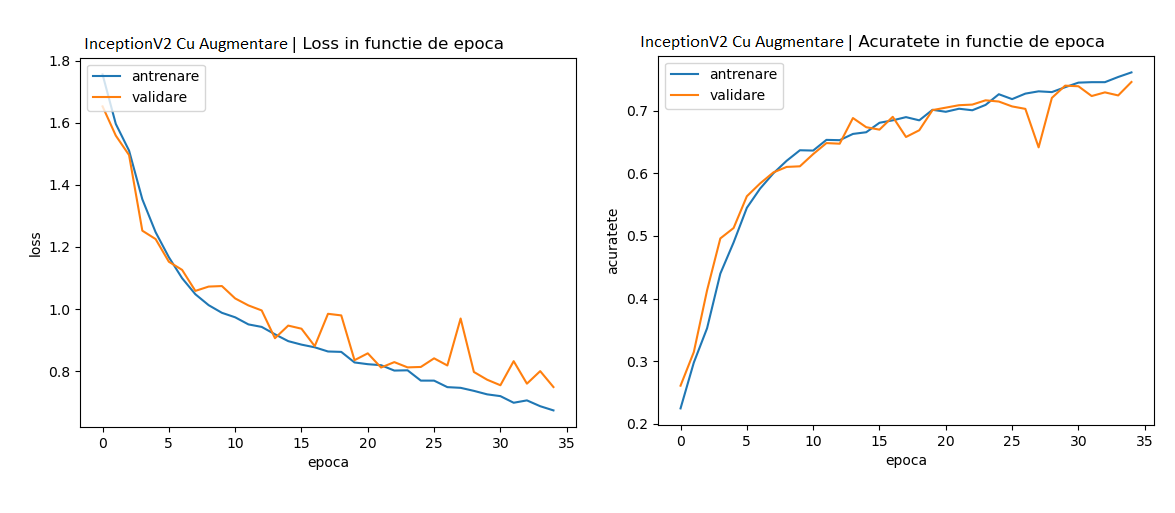 InceptionV2 Cu Augmentare | Loss in functie de epoca
antrenare
validare
1.8
1.6
1.4
1.2
1.0
0.8
loss
0 5 10 15 20 25 30 35
epoca
InceptionV2 Cu Augmentare | Acuratete in functie de epoca
antrenare
validare
0.7
0.6
0.5
0.4
0.3
0.2
acuratete
0 5 10 15 20 25 30 35
epoca